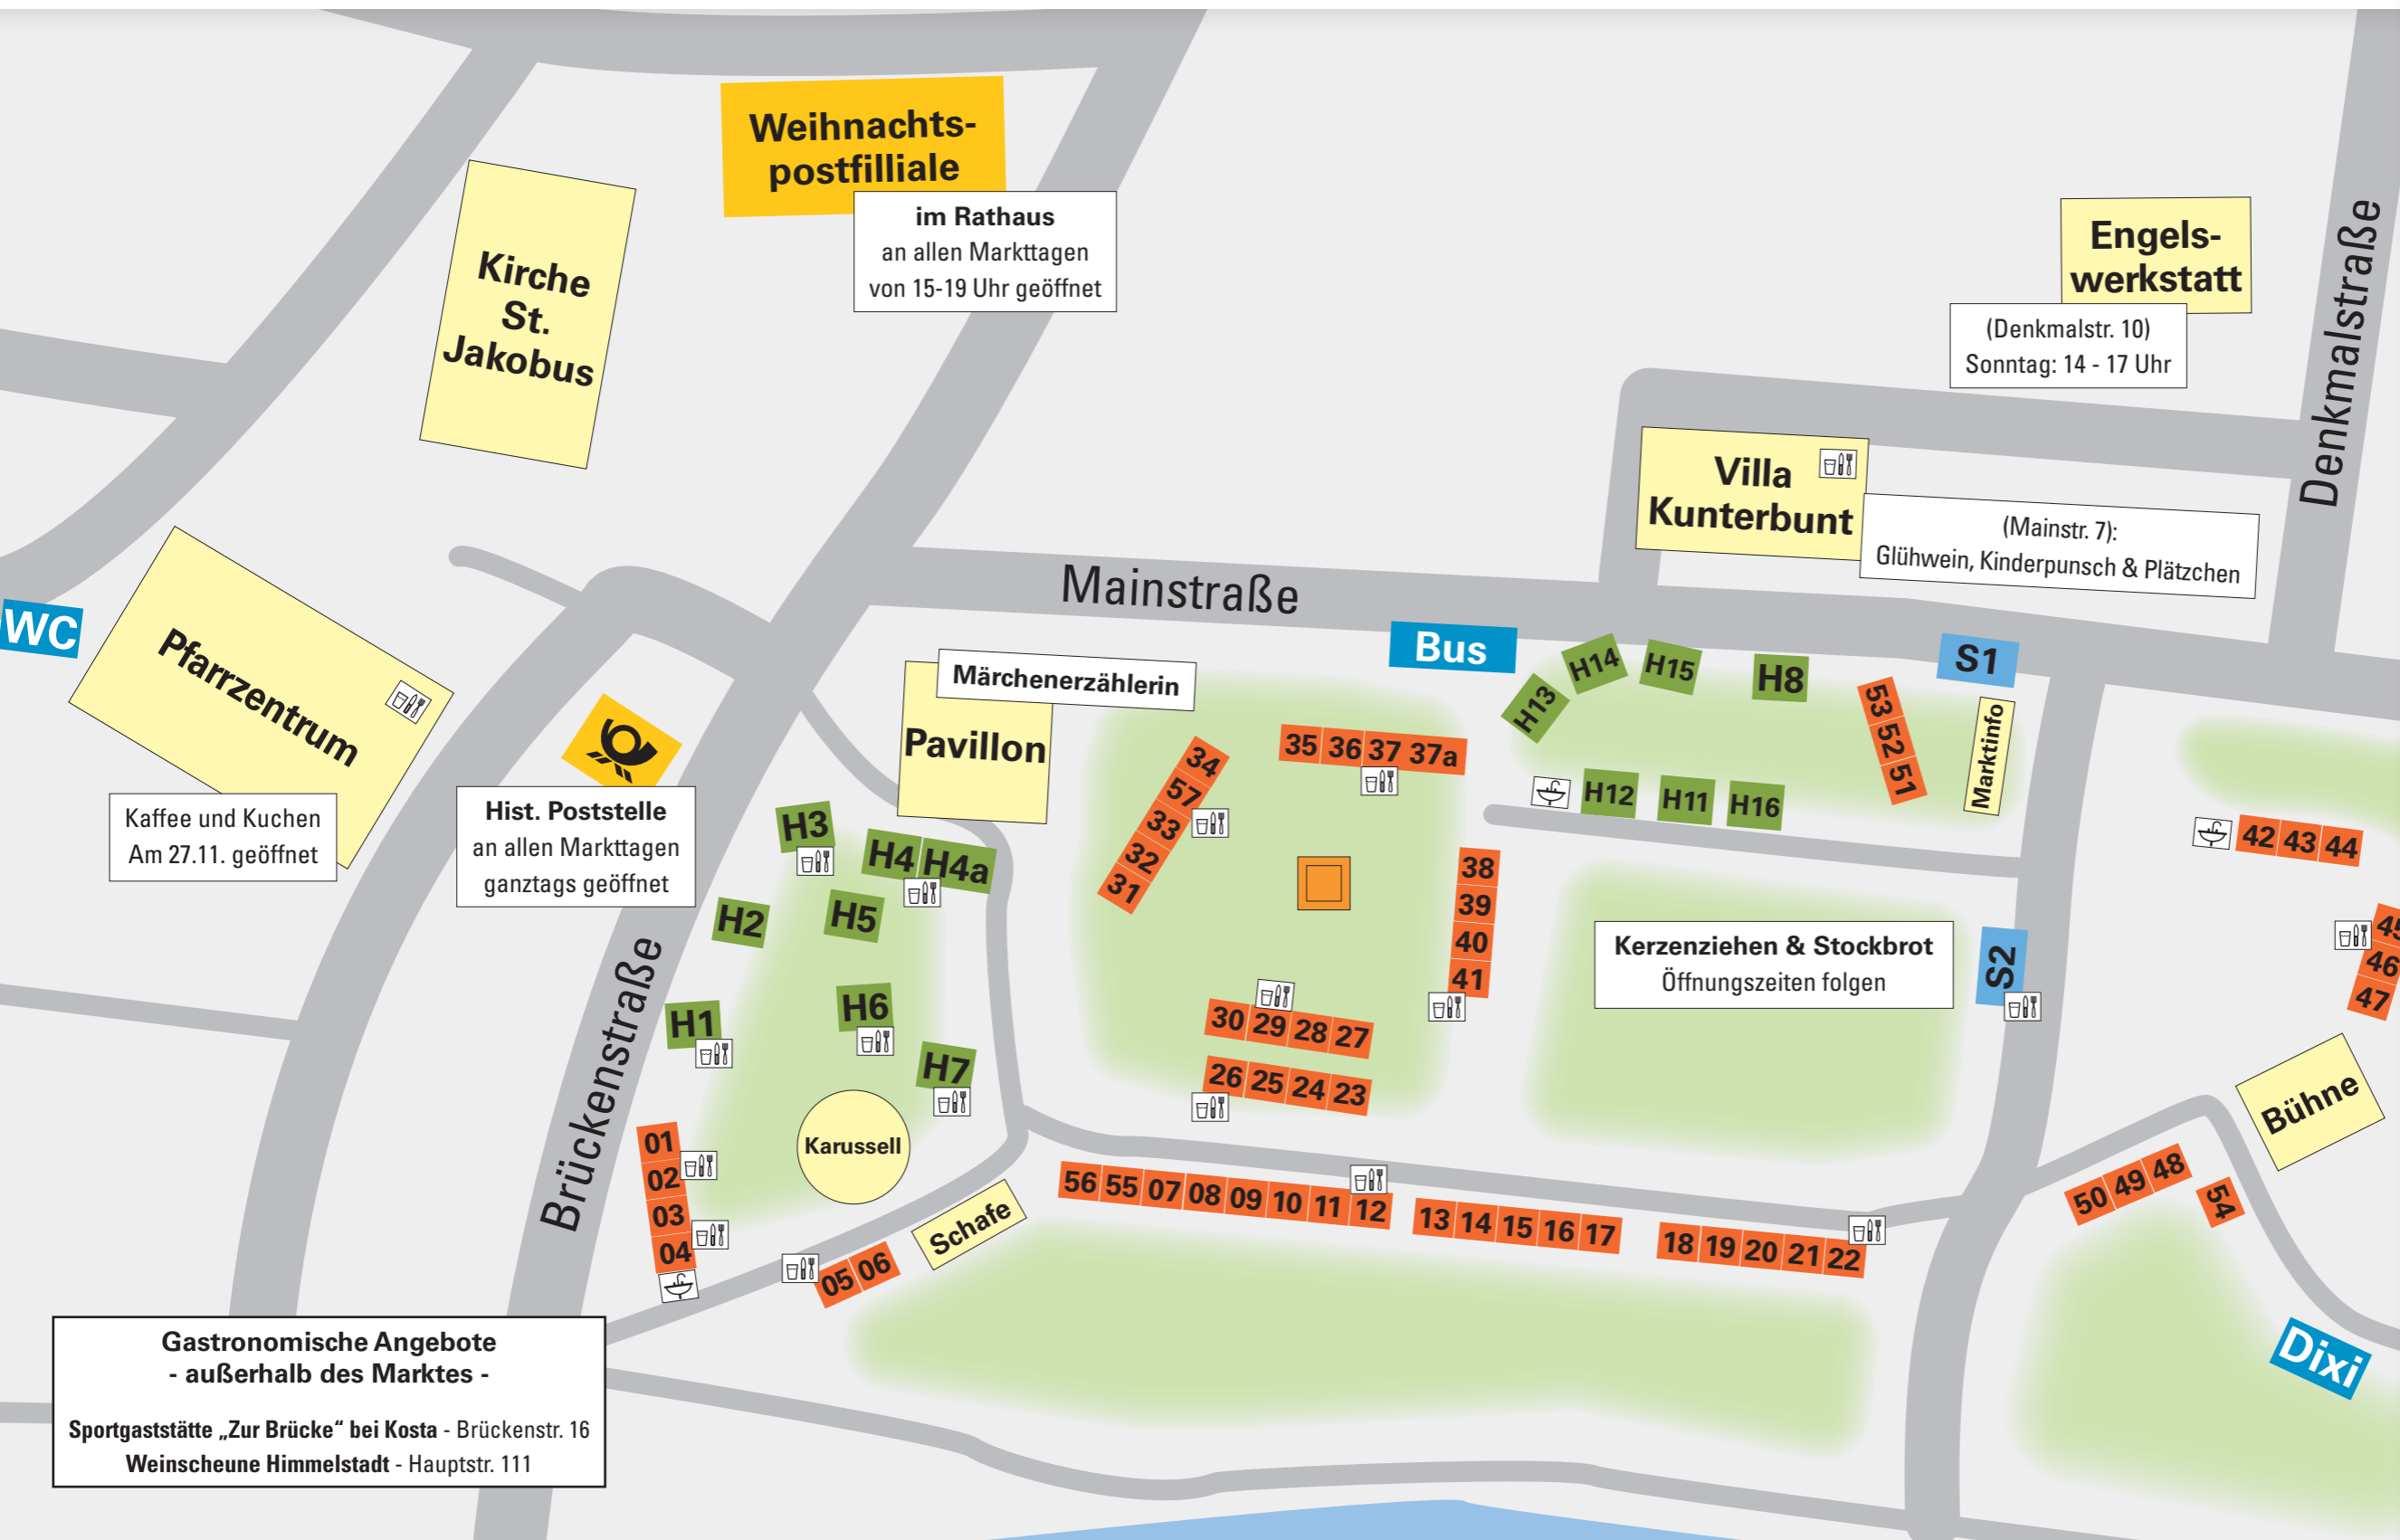 Weihnachts-
postfilliale
im Rathaus
an allen Markttagen
von 15-19 Uhr geöffnet
Kirche
St.
Jakobus
Engels-
werkstatt
(Denkmalstr. 10)
Sonntag: 14 - 17 Uhr
Denkmalstraße
Villa
Kunterbunt
(Mainstr. 7):
Glühwein, Kinderpunsch & Plätzchen
Mainstraße
WC
Pfarrzentrum
Kaffee und Kuchen
Am 27.11. geöffnet
Hist. Poststelle
an allen Markttagen
ganztags geöffnet
Märchenerzählerin
Pavillon
Bus
H13
H14
H15
H8
53
52
51
S1
Marktinfo
H12
H11
H16
35 36 37 37a
34
57
33
32
31
38
39
40
41
42 43 44
45
46
47
H3
H4 H4a
H2
H5
H1
H6
H7
Kerzenziehen & Stockbrot
Öffnungszeiten folgen
S2
30 29 28 27
26 25 24 23
Bühne
Brückenstraße
01
02
03
04
Karussell
Schafe
05 06
56 55 07 08 09 10 11 12
13 14 15 16 17
18 19 20 21 22
50 49 48
54
Dixi
Gastronomische Angebote
- außerhalb des Marktes -
Sportgaststätte „Zur Brücke“ bei Kosta - Brückenstr. 16
Weinscheune Himmelstadt - Hauptstr. 111